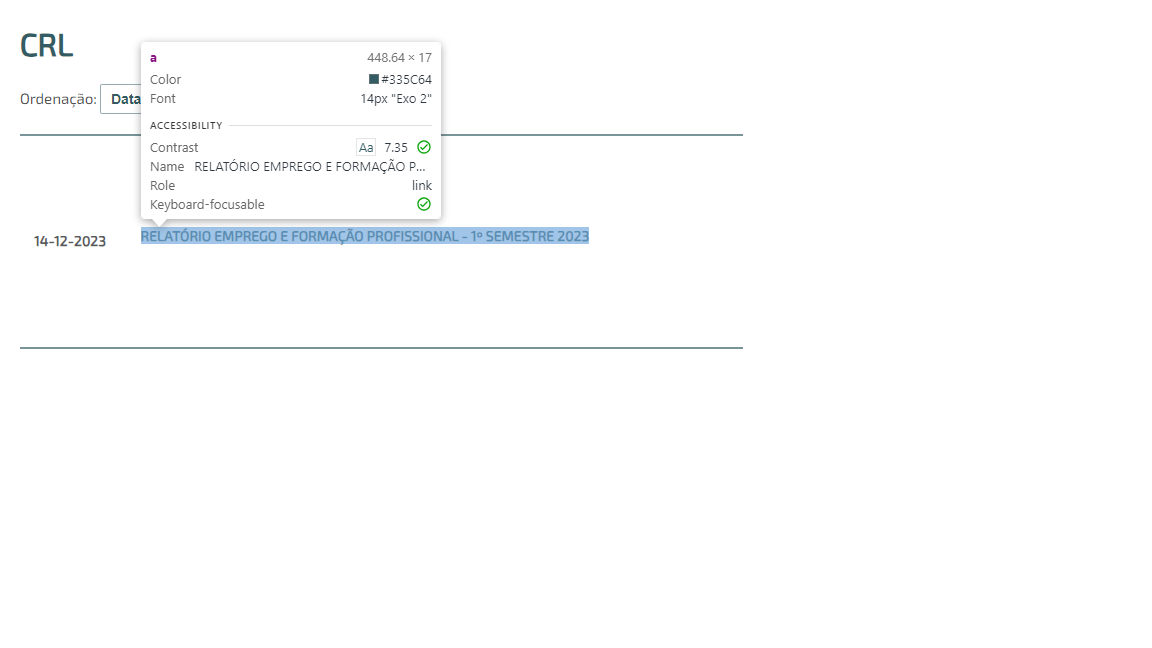 CRL
a 448.64 × 17
Color #335C64
Font 14px "Exo 2"
Ordenação: Data
ACCESSIBILITY
Contrast Aa 7.35
Name RELATÓRIO EMPREGO E FORMAÇÃO P...
Role link
Keyboard-focusable
14-12-2023 RELATÓRIO EMPREGO E FORMAÇÃO PROFISSIONAL - 1º SEMESTRE 2023